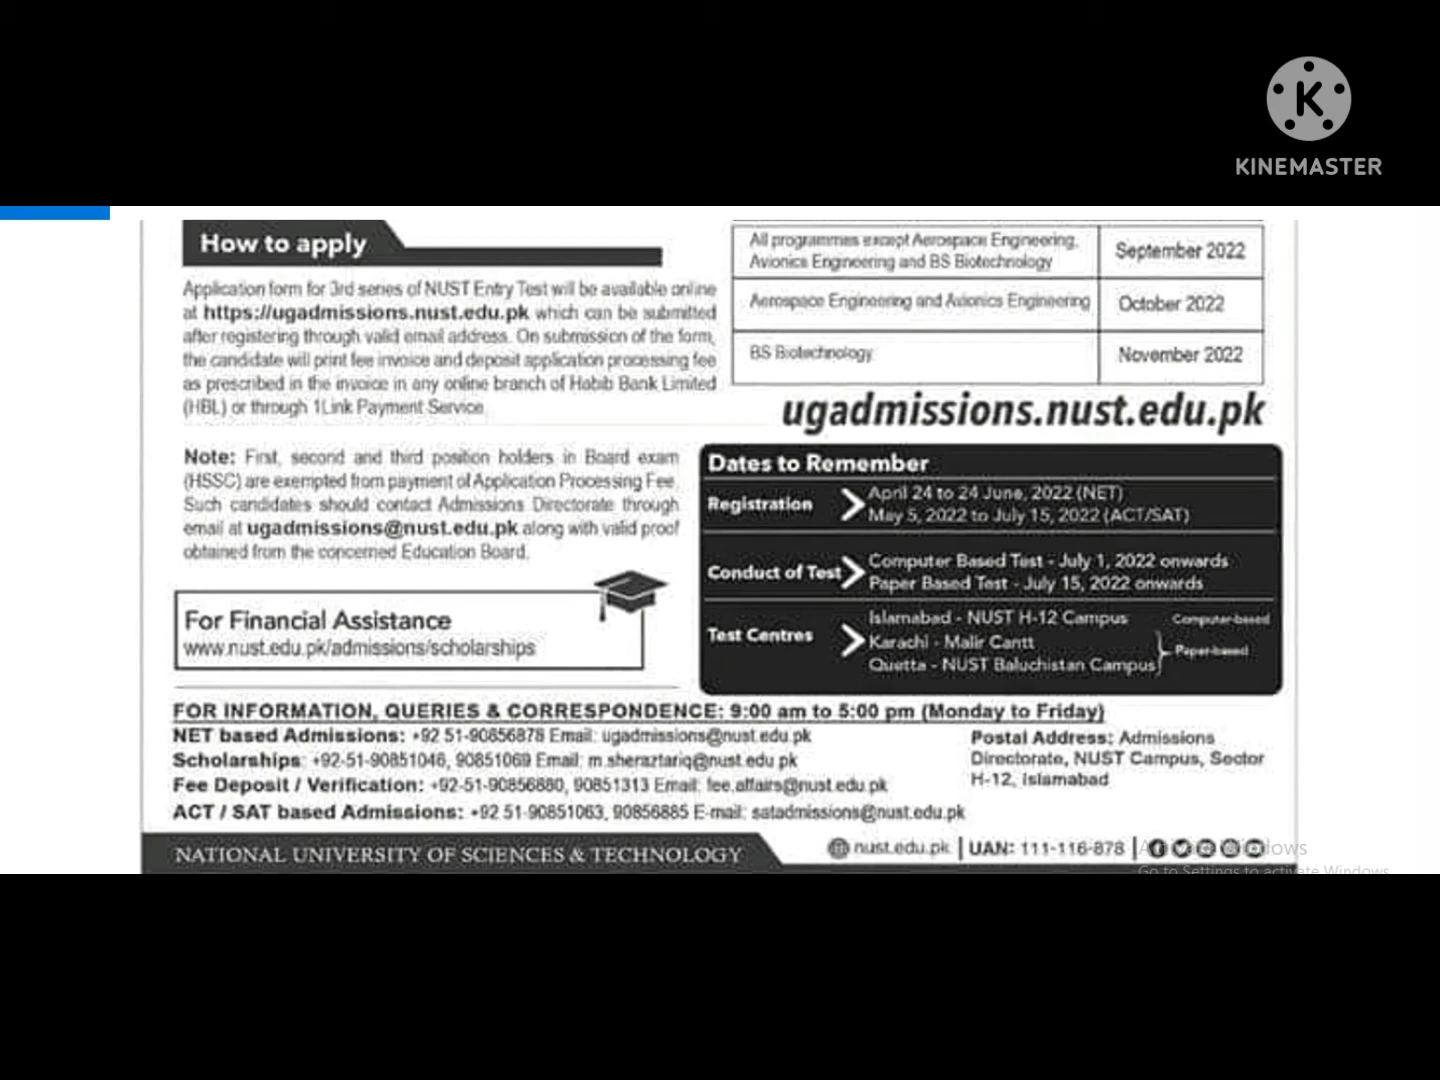 KINEMASTER
How to apply
Application form for 3rd series of NUST Entry Test will be available online
at https://ugadmissions.nust.edu.pk which can be submitted
after registering through valid email address. On submission of the form,
the candidate will print fee invoice and deposit application processing fee
as prescribed in the invoice in any online branch of Habib Bank Limited
(HBL) or through 1Link Payment Service.
Note: First, second and third position holders in Board exam
(HSSC) are exempted from payment of Application Processing Fee.
Such candidates should contact Admissions Directorate through
email at ugadmissions@nust.edu.pk along with valid proof
obtained from the concerned Education Board.
For Financial Assistance
www.nust.edu.pk/admissions/scholarships
All programmes except Aerospace Engineering,
Avionics Engineering and BS Biotechnology
September 2022
Aerospace Engineering and Avionics Engineering
October 2022
BS Biotechnology
November 2022
ugadmissions.nust.edu.pk
Dates to Remember
Registration
April 24 to 24 June, 2022 (NET)
May 5, 2022 to July 15, 2022 (ACT/SAT)
Conduct of Test
Computer Based Test - July 1, 2022 onwards
Paper Based Test - July 15, 2022 onwards
Test Centres
Islamabad - NUST H-12 Campus Computer-based
Karachi - Malir Cantt
Quetta - NUST Baluchistan Campus
Paper-based
FOR INFORMATION, QUERIES & CORRESPONDENCE: 9:00 am to 5:00 pm (Monday to Friday)
NET based Admissions: +92 51-90856878 Email: ugadmissions@nust.edu.pk
Scholarships: +92-51-90851046, 90851069 Email: m.sheraztariq@nust.edu.pk
Fee Deposit / Verification: +92-51-90856880, 90851313 Email: fee.affairs@nust.edu.pk
ACT / SAT based Admissions: +92 51-90851063, 90856885 E-mail: satadmissions@nust.edu.pk
Postal Address: Admissions
Directorate, NUST Campus, Sector
H-12, Islamabad
NATIONAL UNIVERSITY OF SCIENCES & TECHNOLOGY
nust.edu.pk | UAN: 111-116-878 |
Go to Settings to activate Windows.